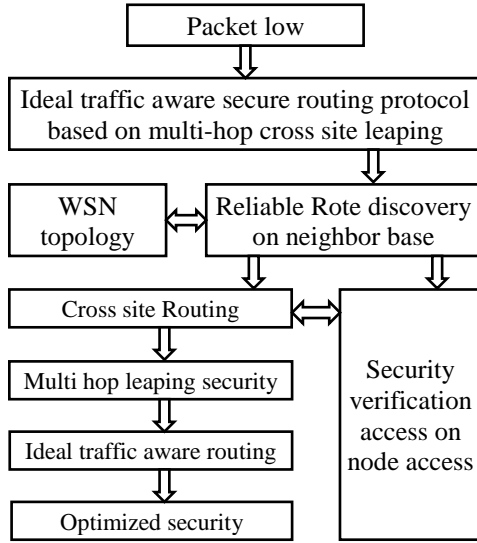 Packet low
Ideal traffic aware secure routing protocol
based on multi-hop cross site leaping
WSN
topology
Reliable Rote discovery
on neighbor base
Cross site Routing
Multi hop leaping security
Ideal traffic aware routing
Optimized security
Security
verification
access on
node access